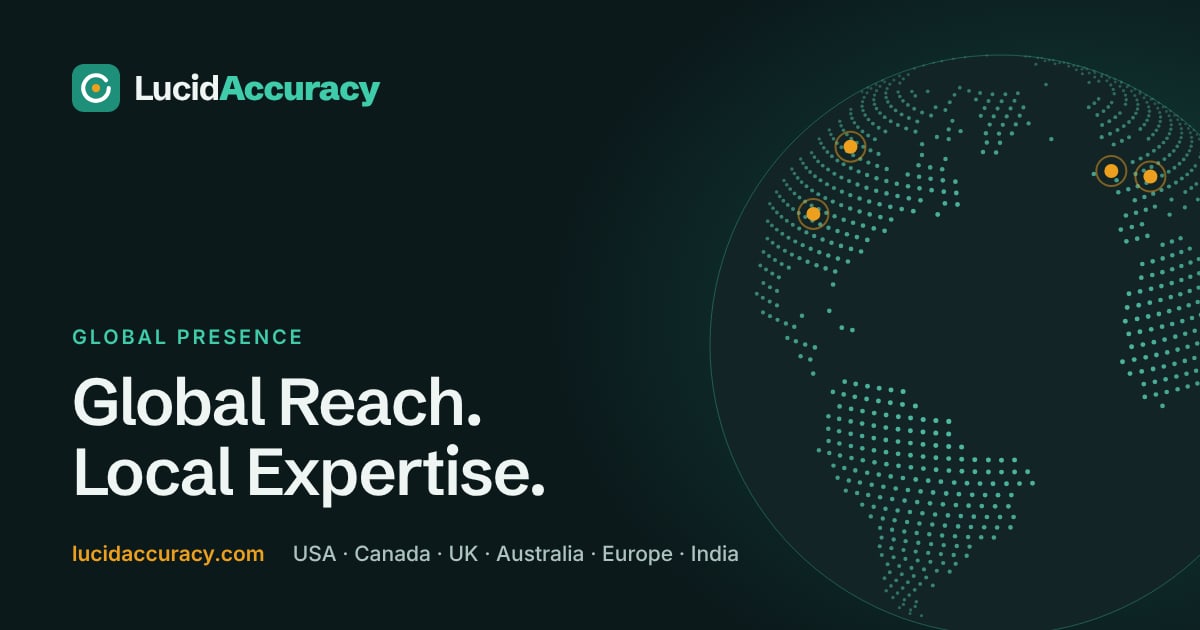 LucidAccuracy
GLOBAL PRESENCE
Global Reach.
Local Expertise.
lucidaccuracy.com USA · Canada · UK · Australia · Europe · India